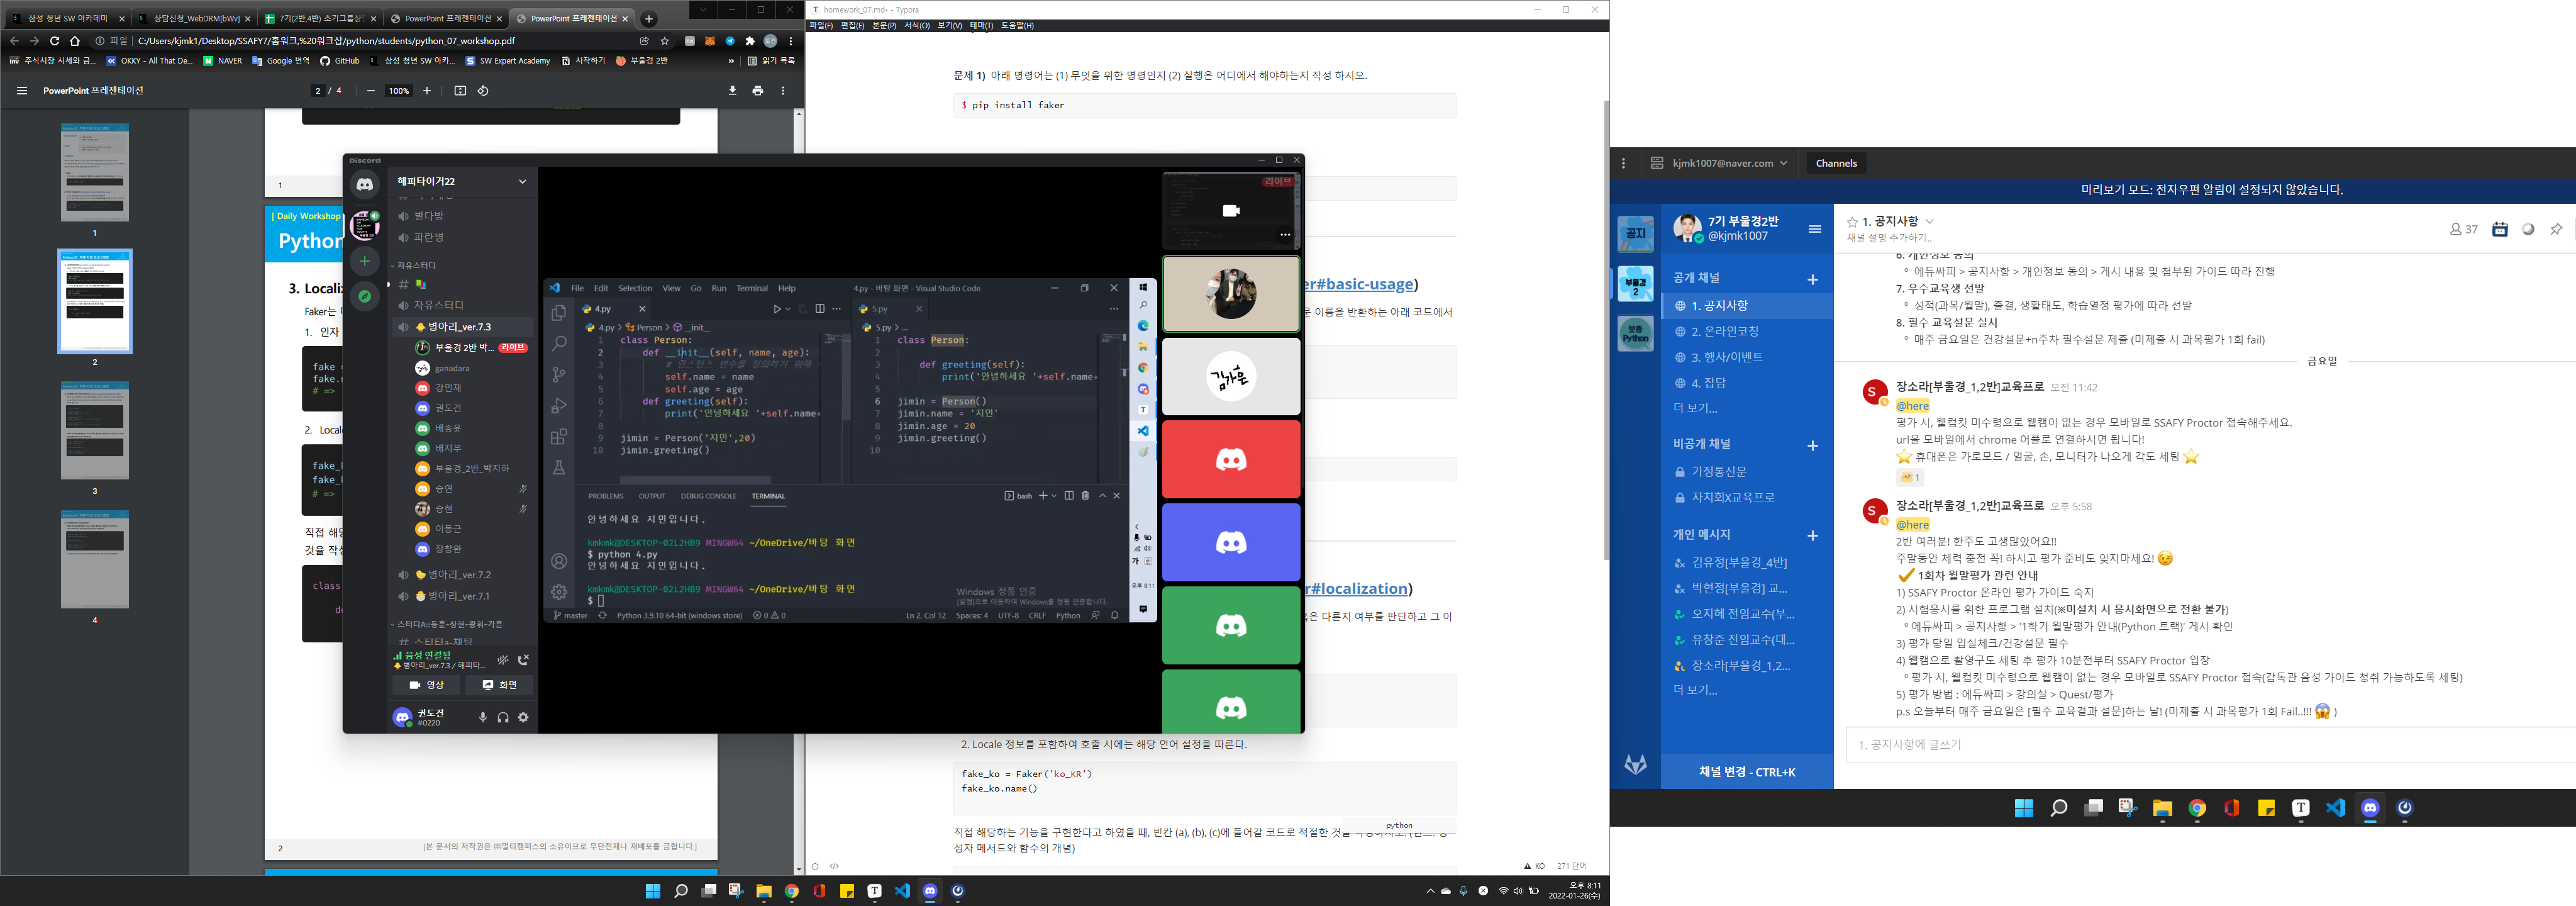 삼성 청년 SW 아카데미
상담신청_WebDRM[bWv]
7기(2반,4반) 초기그룹상
PowerPoint 프레젠테이션
PowerPoint 프레젠테이션
파일 | C:/Users/kjmk1/Desktop/SSAFY7/홈워크,%20워크샵/python/students/python_07_workshop.pdf
주식시장 시세와 금...
OKKY - All That De...
NAVER
Google 번역
GitHub
삼성 청년 SW 아카...
SW Expert Academy
시작하기
부울경 2반
읽기 목록
PowerPoint 프레젠테이션
2 / 4
100%
1
2
3
4
1
| Daily Workshop
Python
3. Localiz
Faker는
1. 인자
fake =
fake.n
# =>
2. Locale
fake_k
fake_k
# =>
직접 해당
것을 작성
class
de
2
[본 문서의 저작권은 ㈜멀티캠퍼스의 소유이므로 무단전재나 재배포를 금합니다.]
homework_07.md• - Typora
파일(F) 편집(E) 본문(P) 서식(O) 보기(V) 테마(T) 도움말(H)
문제 1) 아래 명령어는 (1) 무엇을 위한 명령인지 (2) 실행은 어디에서 해야하는지 작성 하시오.
$ pip install faker
r#basic-usage)
이름을 반환하는 아래 코드에서
r#localization)
다른지 여부를 판단하고 그 이
2. Locale 정보를 포함하여 호출 시에는 해당 언어 설정을 따른다.
fake_ko = Faker('ko_KR')
fake_ko.name()
python
직접 해당하는 기능을 구현한다고 하였을 때, 빈칸 (a), (b), (c)에 들어갈 코드로 적절한 것을
성자 메서드와 함수의 개념)
KO 271 단어
Discord
해피타이거22
별다방
파란병
자유스터디
자유스터디
병아리_ver.7.3
부울경 2반 박... 라이브
ganadara
강민재
권도건
배송윤
배지우
부울경_2반_박지하
승연
승현
이동근
장창완
병아리_ver.7.2
병아리_ver.7.1
스터디A::동훈-상현-광워-가은
음성 연결됨
병아리_ver.7.3 / 해피타...
영상
화면
권도건
#0220
라이브
김가윤
File Edit Selection View Go Run Terminal Help
4.py - 바탕 화면 - Visual Studio Code
4.py
4.py > Person > __init__
1 class Person:
2 def __init__(self, name, age):
3 # 인스턴스 변수를 정의하기 위해
4 self.name = name
5 self.age = age
6 def greeting(self):
7 print('안녕하세요 '+self.name+
8
9 jimin = Person('지민',20)
10 jimin.greeting()
5.py
5.py > ...
1 class Person:
2
3 def greeting(self):
4 print('안녕하세요 '+self.name+
5
6 jimin = Person()
7 jimin.name = '지민'
8 jimin.age = 20
9 jimin.greeting()
10
PROBLEMS OUTPUT DEBUG CONSOLE TERMINAL
bash
안녕하세요 지민입니다.
kmkmk@DESKTOP-02L2HB9 MINGW64 ~/OneDrive/바탕 화면
$ python 4.py
안녕하세요 지민입니다.
kmkmk@DESKTOP-02L2HB9 MINGW64 ~/OneDrive/바탕 화면
$
Windows 정품 인증
[설정]으로 이동하여 Windows를 정품 인증합니다.
master Python 3.9.10 64-bit (windows store) 0 0
Ln 2, Col 12 Spaces: 4 UTF-8 CRLF Python
가
오후 8:11
오후 8:11
2022-01-26(수)
kjmk1007@naver.com
Channels
미리보기 모드: 전자우편 알림이 설정되지 않았습니다.
공지
부울경
2
보충
Python
7기 부울경2반
@kjmk1007
공개 채널
1. 공지사항
2. 온라인코칭
3. 행사/이벤트
4. 잡담
더 보기...
비공개 채널
가정통신문
자치회X교육프로
개인 메시지
김유정[부울경_4반]
박현정[부울경] 교...
오지혜 전임교수(부...
유창준 전임교수(대...
장소라[부울경_1,2...
더 보기...
채널 변경 - CTRL+K
1. 공지사항
채널 설명 추가하기..
37
6. 개인정보 동의
에듀싸피 > 공지사항 > 개인정보 동의 > 게시 내용 및 첨부된 가이드 따라 진행
7. 우수교육생 선발
성적(과목/월말), 출결, 생활태도, 학습열정 평가에 따라 선발
8. 필수 교육설문 실시
매주 금요일은 건강설문+n주차 필수설문 제출 (미제출 시 과목평가 1회 fail)
금요일
장소라[부울경_1,2반]교육프로 오전 11:42
@here
평가 시, 웰컴킷 미수령으로 웹캠이 없는 경우 모바일로 SSAFY Proctor 접속해주세요.
url을 모바일에서 chrome 어플로 연결하시면 됩니다!
휴대폰은 가로모드 / 얼굴, 손, 모니터가 나오게 각도 세팅
1
장소라[부울경_1,2반]교육프로 오후 5:58
@here
2반 여러분! 한주도 고생많았어요!!
주말동안 체력 충전 꼭! 하시고 평가 준비도 잊지마세요!
1회차 월말평가 관련 안내
1) SSAFY Proctor 온라인 평가 가이드 숙지
2) 시험응시를 위한 프로그램 설치(※미설치 시 응시화면으로 전환 불가)
에듀싸피 > 공지사항 > '1학기 월말평가 안내(Python 트랙)' 게시 확인
3) 평가 당일 입실체크/건강설문 필수
4) 웹캠으로 촬영구도 세팅 후 평가 10분전부터 SSAFY Proctor 입장
평가 시, 웰컴킷 미수령으로 웹캠이 없는 경우 모바일로 SSAFY Proctor 접속(감독관 음성 가이드 청취 가능하도록 세팅)
5) 평가 방법 : 에듀싸피 > 강의실 > Quest/평가
p.s 오늘부터 매주 금요일은 [필수 교육결과 설문]하는 날! (미제출 시 과목평가 1회 Fail..!!! )
1. 공지사항에 글쓰기